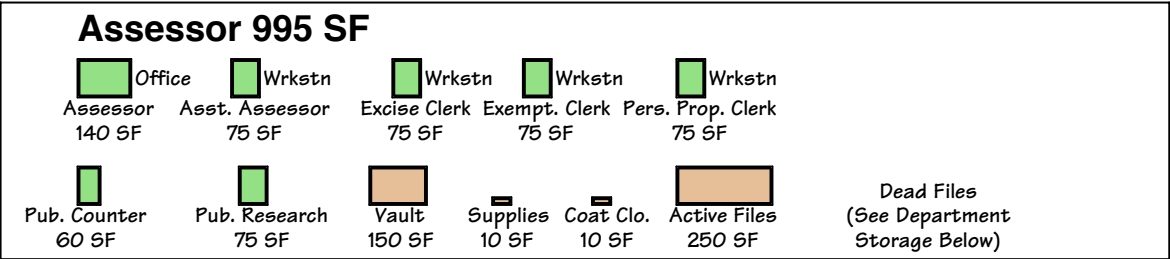 Assessor 995 SF
Office Wrkstn Wrkstn Wrkstn Wrkstn
Assessor Asst. Assessor Excise Clerk Exempt. Clerk Pers. Prop. Clerk
140 SF 75 SF 75 SF 75 SF 75 SF
Dead Files
Pub. Counter Pub. Research Vault Supplies Coat Clo. Active Files (See Department
60 SF 75 SF 150 SF 10 SF 10 SF 250 SF Storage Below)